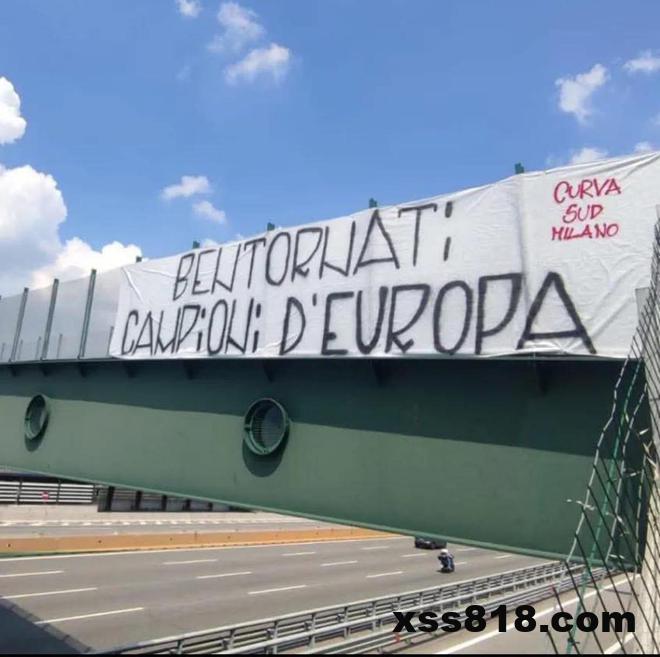 BENTORNATi
CAMPiONi D'EUROPA
CURVA
SUD
MILANO
xss818.com